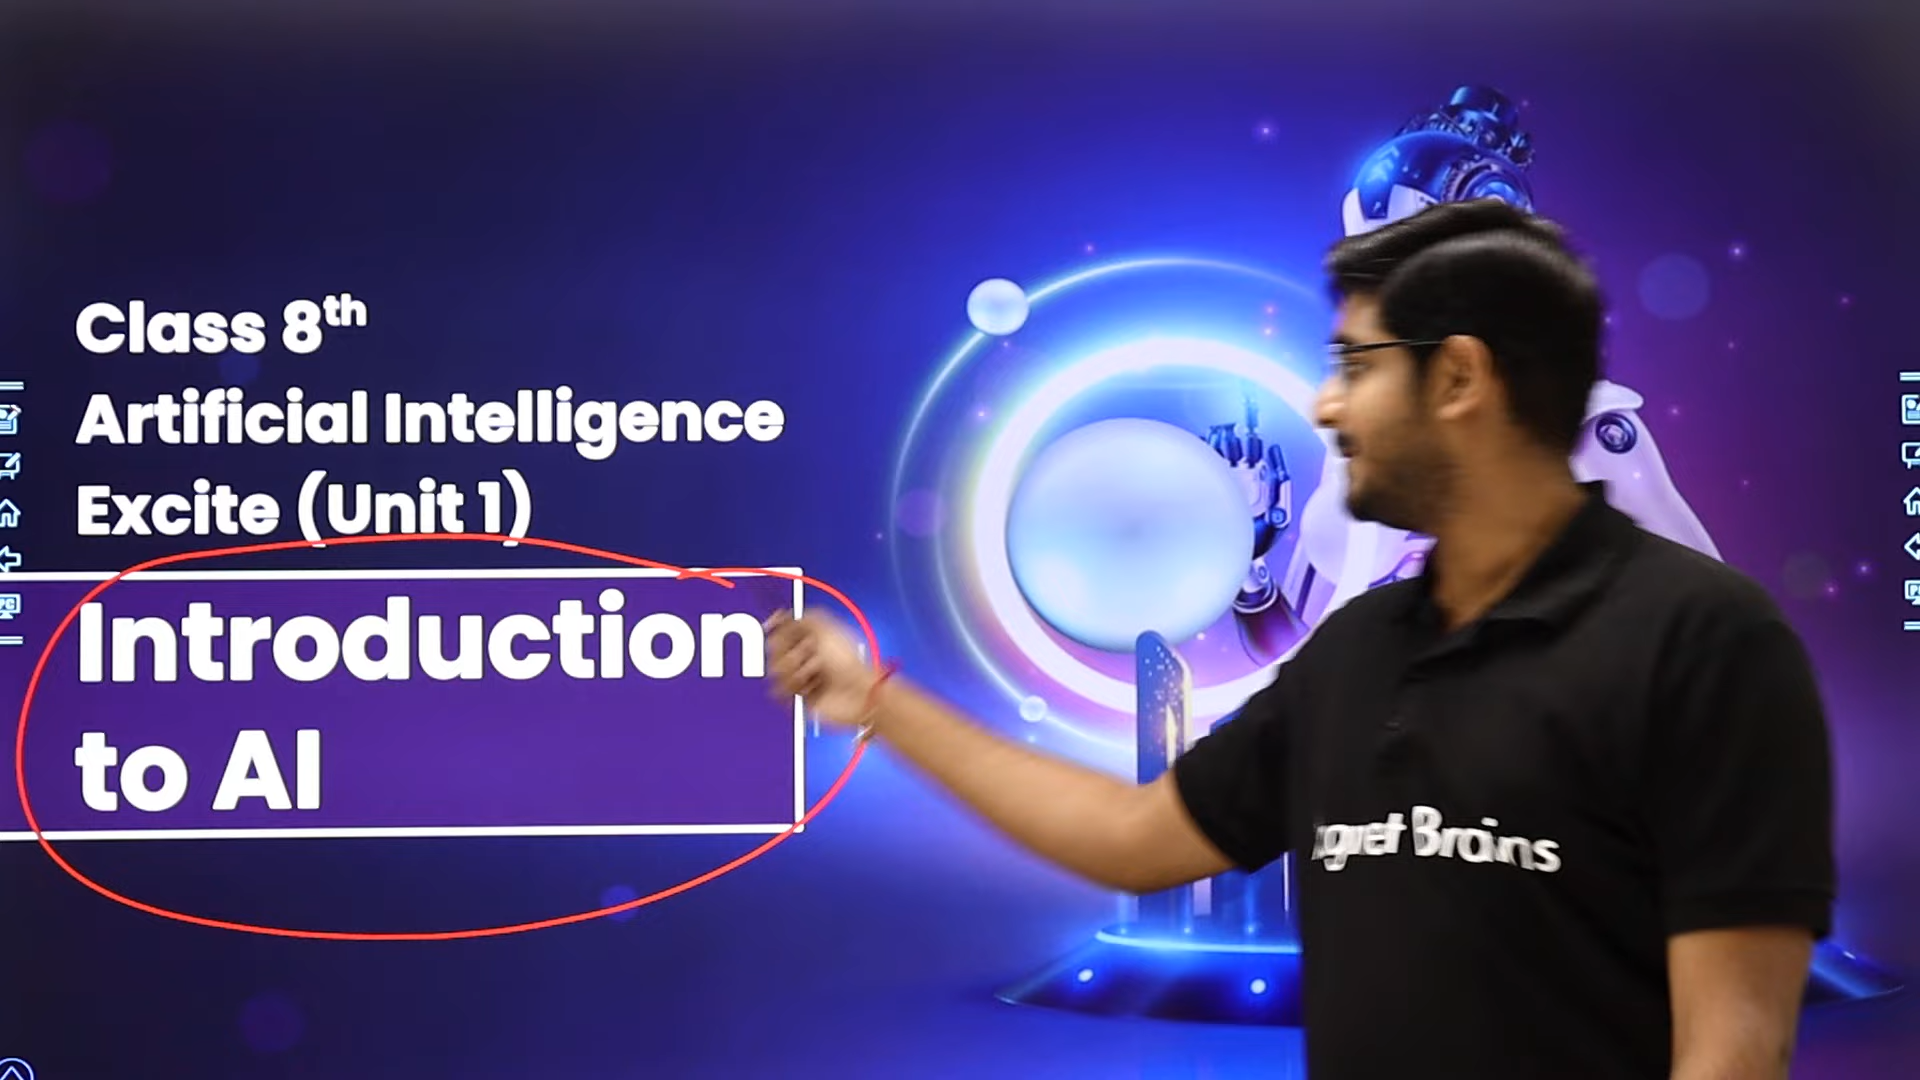 Class 8th
Artificial Intelligence
Excite (Unit 1)
Introduction
to AI
Brains